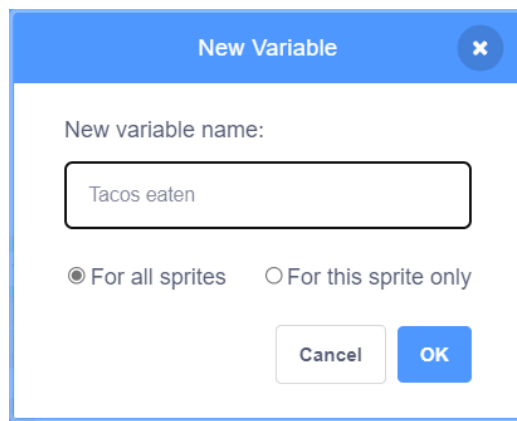 New Variable
New variable name:
Tacos eaten
For all sprites For this sprite only
Cancel OK